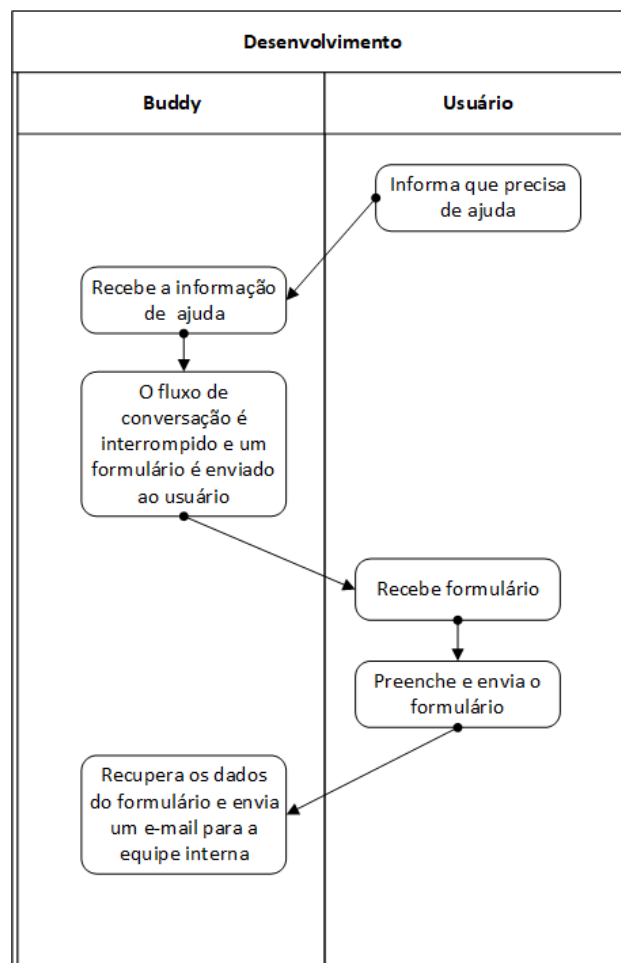 Desenvolvimento
Buddy
Usuário
Informa que precisa
de ajuda
Recebe a informação
de ajuda
O fluxo de
conversação é
interrompido e um
formulário é enviado
ao usuário
Recebe formulário
Preenche e envia o
formulário
Recupera os dados
do formulário e envia
um e-mail para a
equipe interna